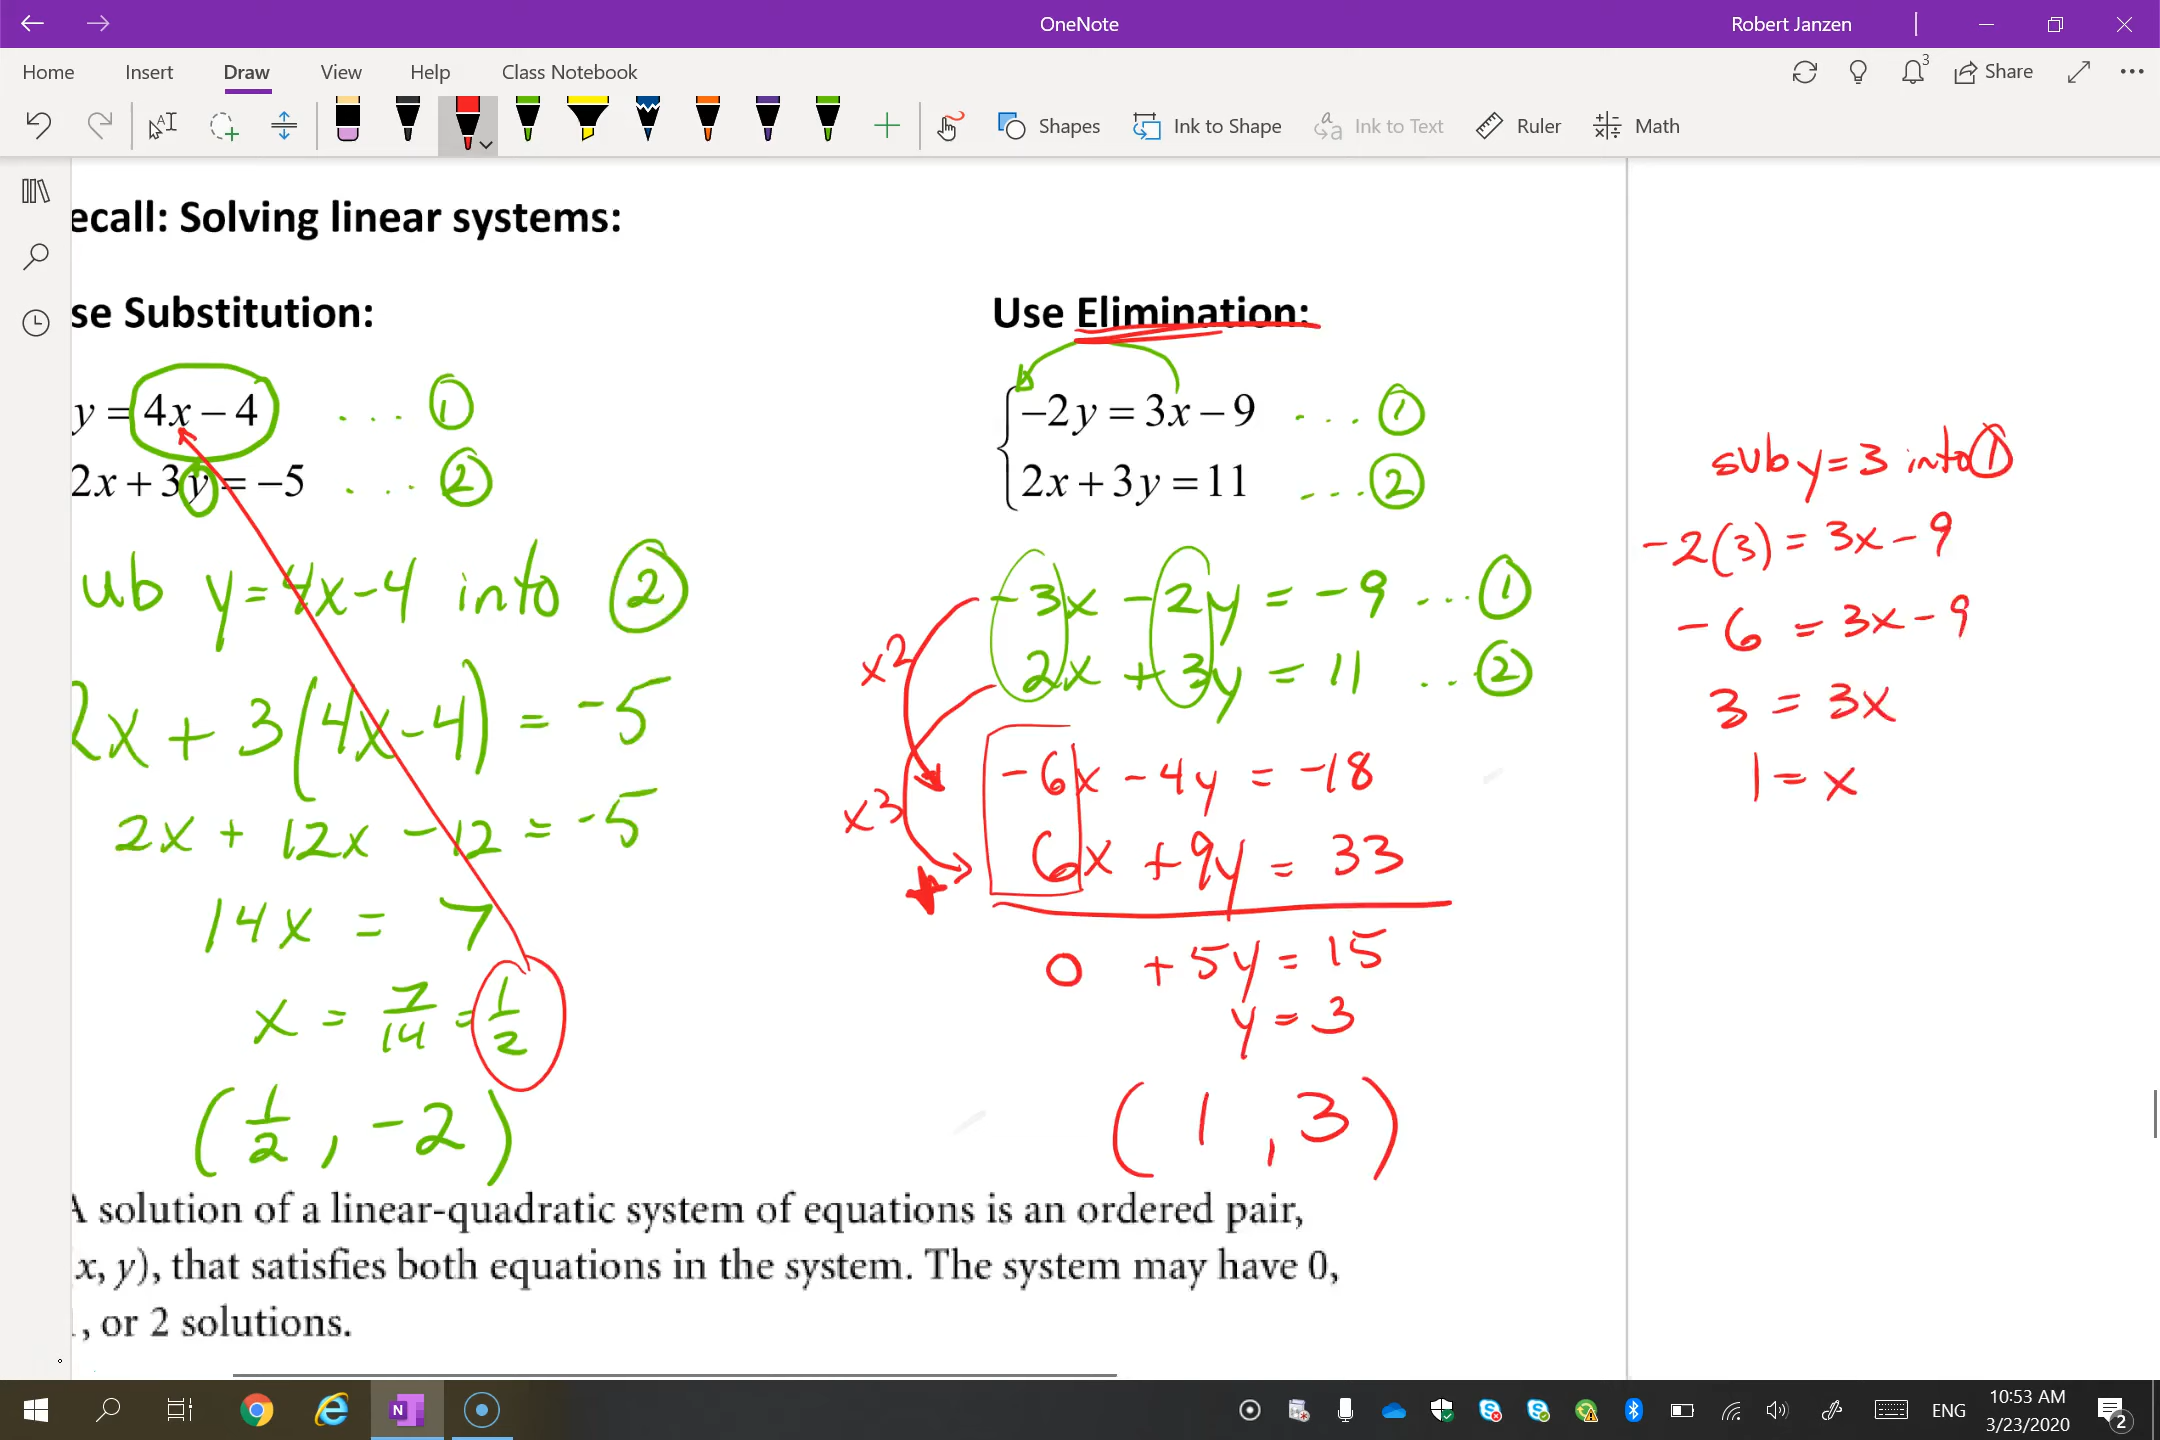 OneNote
Robert Janzen
Home Insert Draw View Help Class Notebook
3
Share
Shapes Ink to Shape Ink to Text Ruler Math
ecall: Solving linear systems:
se Substitution:
y = 4x − 4 ... ①
2x + 3y = −5 ... ②
ub y=4x-4 into ②
2x + 3(4x-4) = -5
2x + 12x - 12 = -5
14x = 7
x = 7/14 = 1/2
(1/2, -2)
Use Elimination:
−2y = 3x − 9 ... ①
2x + 3y = 11 ... ②
-3x - 2y = -9 ... ①
2x + 3y = 11 ... ②
x2
-6x - 4y = -18
x3
6x + 9y = 33
0 + 5y = 15
y = 3
(1, 3)
sub y=3 into ①
-2(3) = 3x - 9
-6 = 3x - 9
3 = 3x
1 = x
A solution of a linear-quadratic system of equations is an ordered pair,
x, y), that satisfies both equations in the system. The system may have 0,
, or 2 solutions.
ENG
10:53 AM
3/23/2020
2